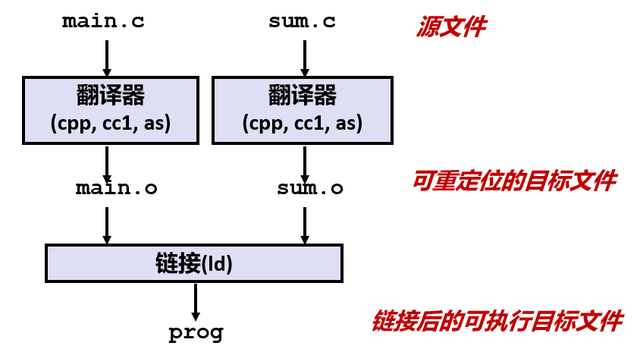 main.c sum.c 源文件
翻译器 翻译器
(cpp, cc1, as) (cpp, cc1, as)
main.o sum.o 可重定位的目标文件
链接(ld)
prog 链接后的可执行目标文件